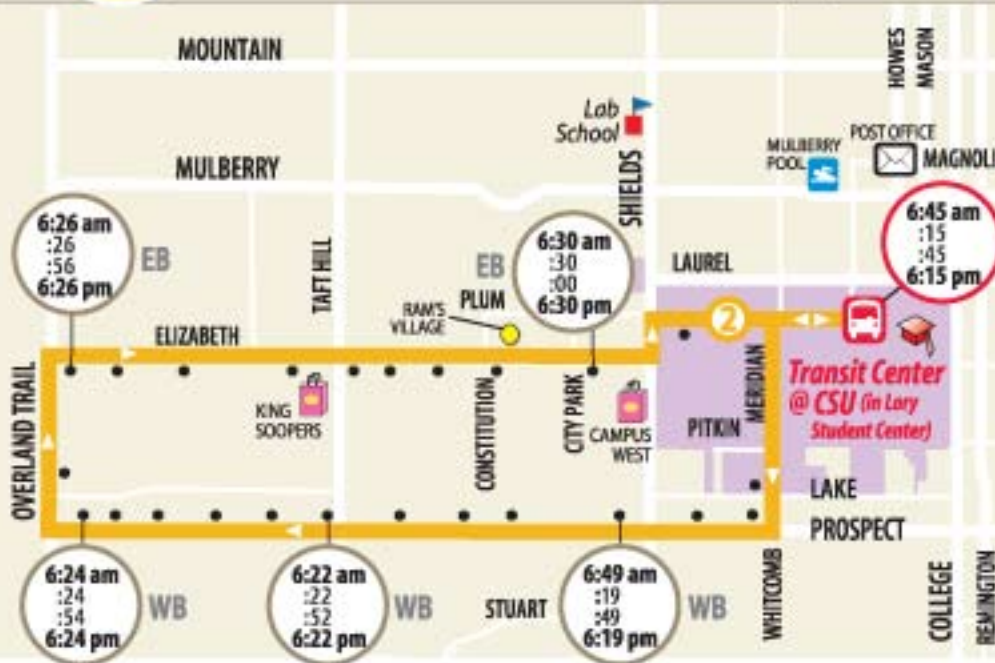 MOUNTAIN
HOWES
MASON
Lab
School
MULBERRY
POOL
POST OFFICE
MAGNOLI
MULBERRY
SHIELDS
6:26 am
:26
:56
6:26 pm
EB
TAFT HILL
EB
6:30 am
:30
:00
6:30 pm
LAUREL
6:45 am
:15
:45
6:15 pm
PLUM
RAM'S
VILLAGE
ELIZABETH
2
OVERLAND TRAIL
KING
SOOPERS
CONSTITUTION
CITY PARK
CAMPUS
WEST
PITKIN
MERIDIAN
Transit Center
@ CSU (in Lory
Student Center)
LAKE
PROSPECT
6:24 am
:24
:54
6:24 pm
WB
6:22 am
:22
:52
6:22 pm
WB
STUART
6:49 am
:19
:49
6:19 pm
WB
WHITCOMB
COLLEGE
REMINGTON